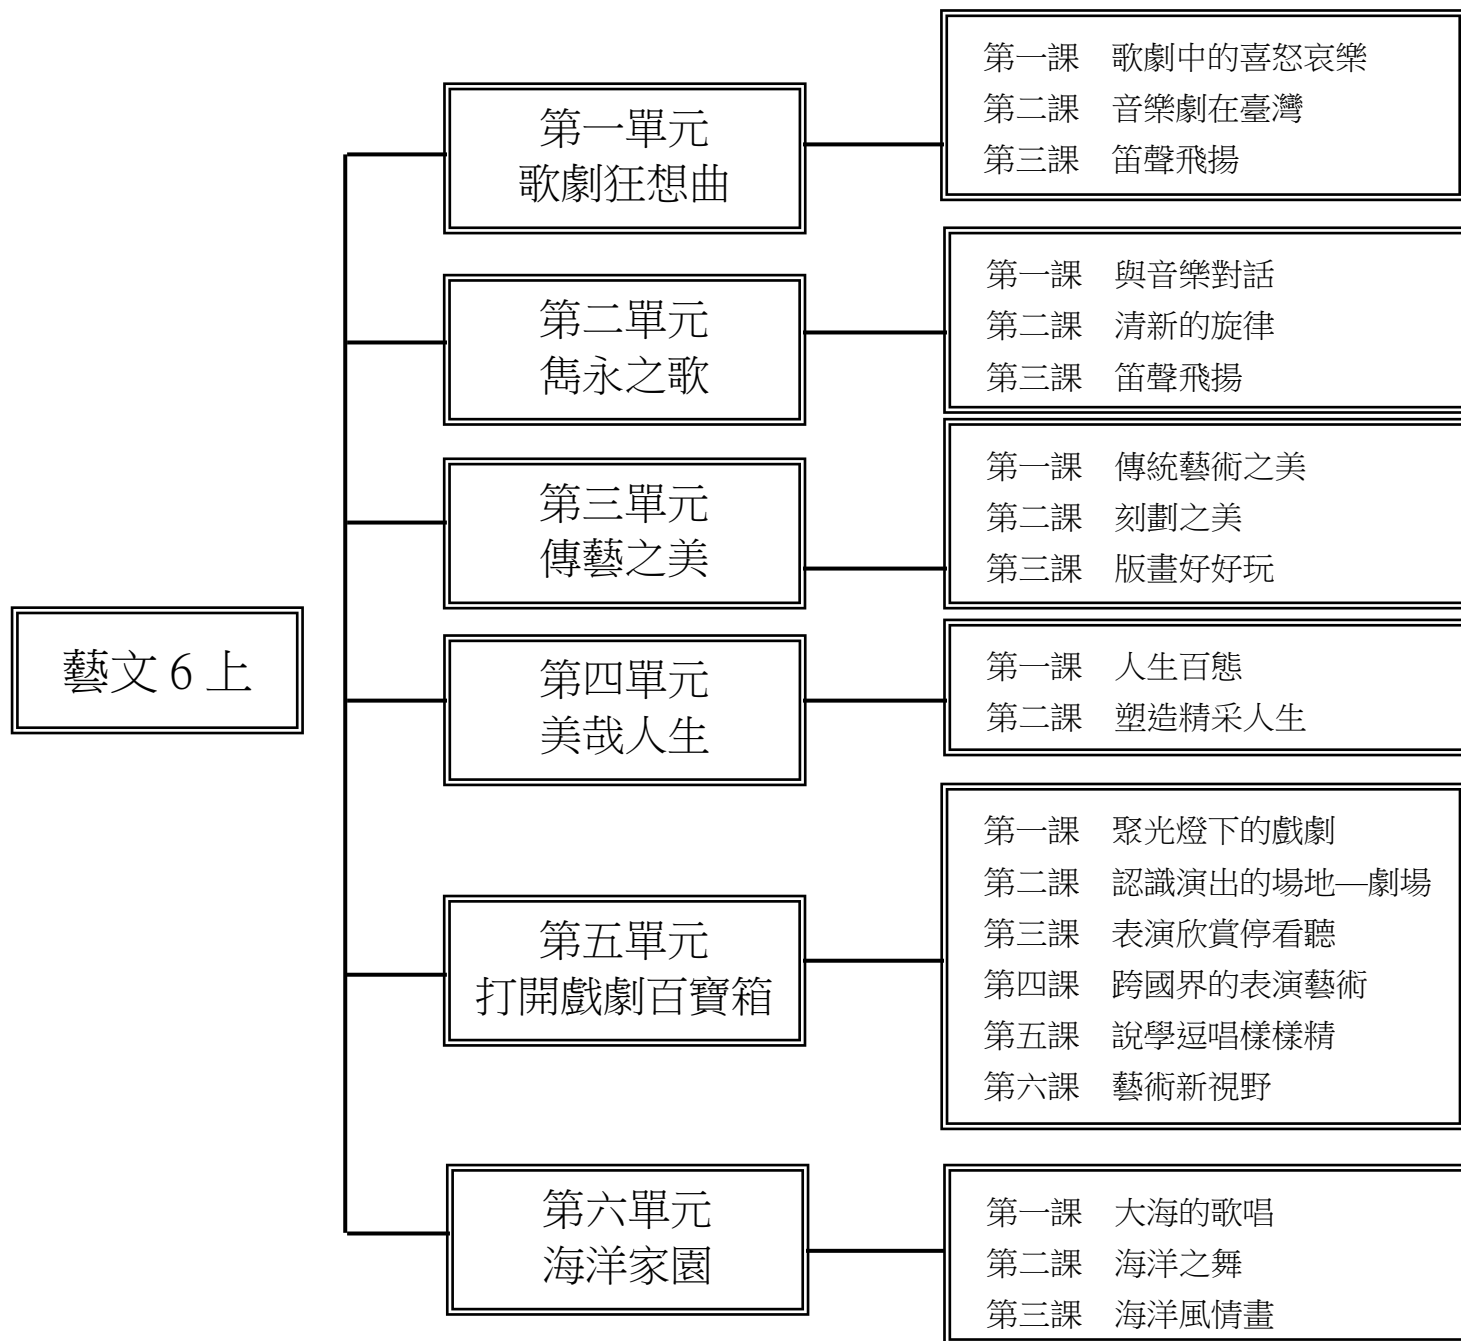 藝文 6 上
第一單元
歌劇狂想曲
第一課　歌劇中的喜怒哀樂
第二課　音樂劇在臺灣
第三課　笛聲飛揚
第二單元
雋永之歌
第一課　與音樂對話
第二課　清新的旋律
第三課　笛聲飛揚
第三單元
傳藝之美
第一課　傳統藝術之美
第二課　刻劃之美
第三課　版畫好好玩
第四單元
美哉人生
第一課　人生百態
第二課　塑造精采人生
第五單元
打開戲劇百寶箱
第一課　聚光燈下的戲劇
第二課　認識演出的場地—劇場
第三課　表演欣賞停看聽
第四課　跨國界的表演藝術
第五課　說學逗唱樣樣精
第六課　藝術新視野
第六單元
海洋家園
第一課　大海的歌唱
第二課　海洋之舞
第三課　海洋風情畫